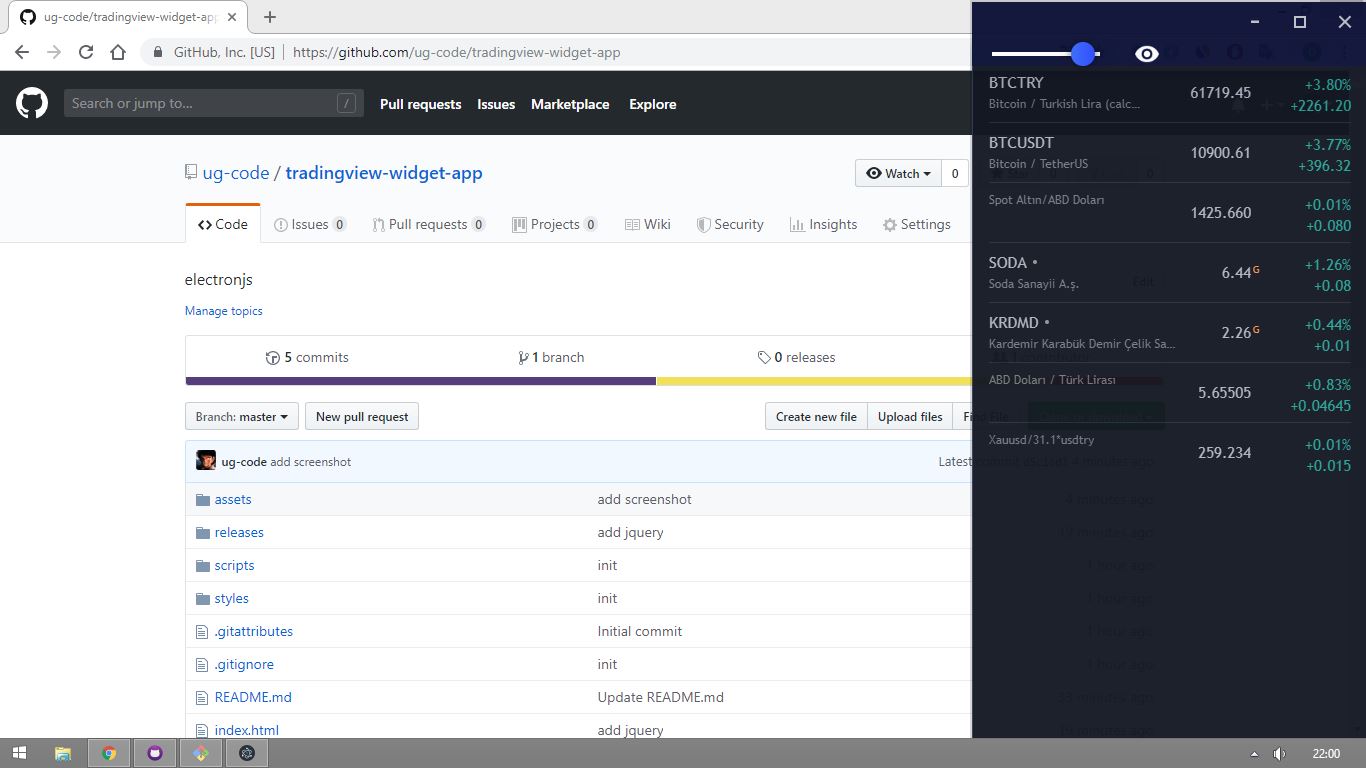 ug-code/tradingview-widget-app
GitHub, Inc. [US] | https://github.com/ug-code/tradingview-widget-app
Search or jump to...
/
Pull requests Issues Marketplace Explore
ug-code / tradingview-widget-app
Watch 0
Star 0
0
Code Issues 0 Pull requests 0 Projects 0 Wiki Security Insights Settings
electronjs
Edit
Manage topics
5 commits 1 branch 0 releases
Branch: master New pull request Create new file Upload files Find File
ug-code add screenshot
4 minutes ago
assets add screenshot 4 minutes ago
releases add jquery
scripts init 1 hour ago
styles init 1 hour ago
.gitattributes Initial commit 1 hour ago
.gitignore init 1 hour ago
README.md Update README.md
index.html add jquery
BTCTRY 61719.45 +3.80%
Bitcoin / Turkish Lira (calc... +2261.20
BTCUSDT 10900.61 +3.77%
Bitcoin / TetherUS +396.32
Spot Altın/ABD Doları 1425.660 +0.01%
+0.080
SODA • 6.44 G +1.26%
Soda Sanayii A.ş. +0.08
KRDMD • 2.26 G +0.44%
Kardemir Karabük Demir Çelik Sa... +0.01
ABD Doları / Türk Lirası 5.65505 +0.83%
+0.04645
Xauusd/31.1*usdtry 259.234 +0.01%
+0.015
22:00